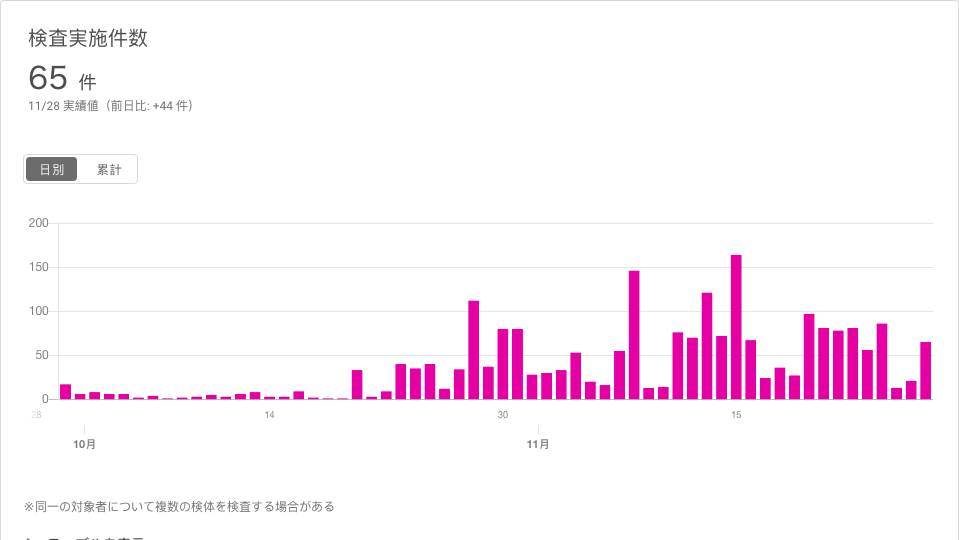 検査実施件数
65 件
11/28 実績値（前日比: +44 件）
日別 累計
200
150
100
50
0
28 14 30 15
10月 11月
※同一の対象者について複数の検体を検査する場合がある